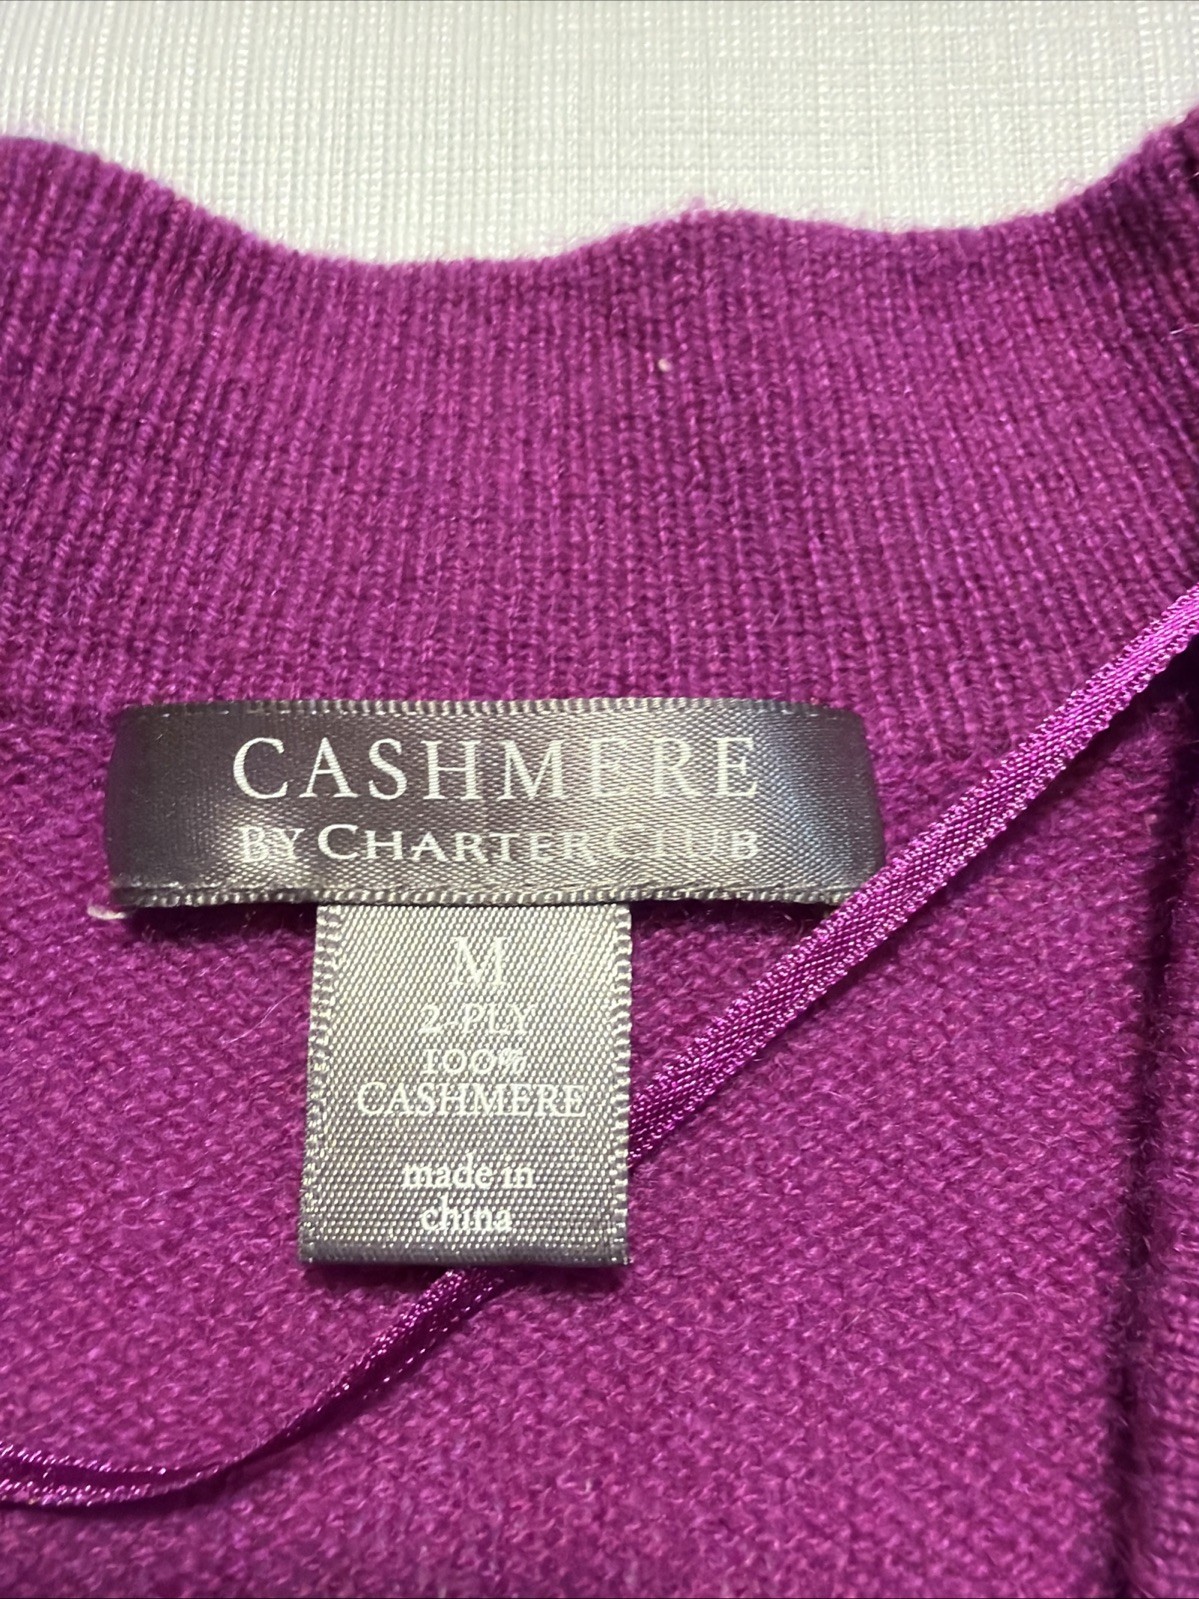 CASHMERE
BY CHARTER CLUB
M
2-PLY
100%
CASHMERE
made in
china